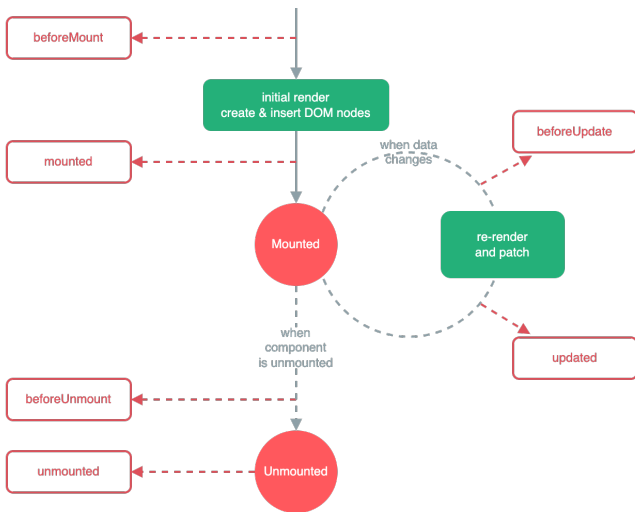 beforeMount
initial render
create & insert DOM nodes
beforeUpdate
when data
changes
mounted
Mounted
re-render
and patch
when
component
is unmounted
updated
beforeUnmount
unmounted
Unmounted